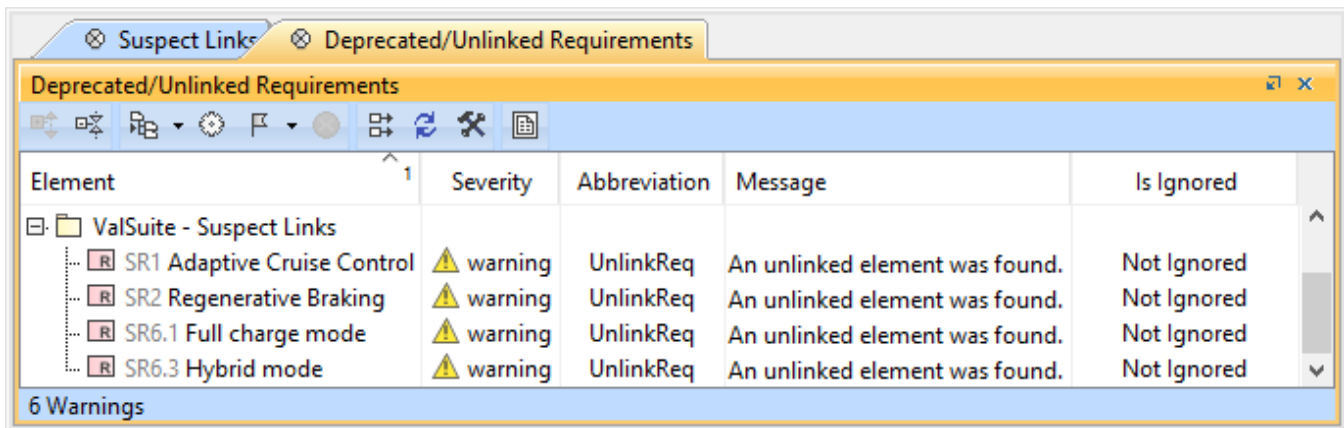 Suspect Links Deprecated/Unlinked Requirements
Deprecated/Unlinked Requirements
Element 1 Severity Abbreviation Message Is Ignored
ValSuite - Suspect Links
R SR1 Adaptive Cruise Control warning UnlinkReq An unlinked element was found. Not Ignored
R SR2 Regenerative Braking warning UnlinkReq An unlinked element was found. Not Ignored
R SR6.1 Full charge mode warning UnlinkReq An unlinked element was found. Not Ignored
R SR6.3 Hybrid mode warning UnlinkReq An unlinked element was found. Not Ignored
6 Warnings